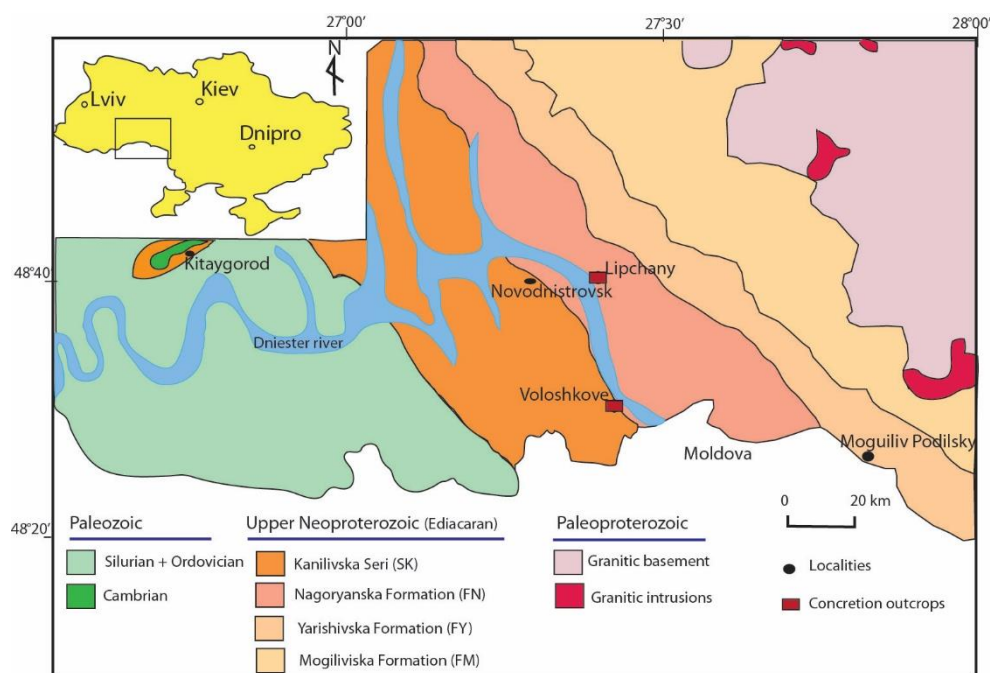 27°00′
27°30′
28°00′
N
Lviv
Kiev
Dnipro
48°40′
Kitaygorod
Lipchany
Novodnistrovsk
Dniester river
Voloshkove
Moguiliv Podilsky
Moldova
0 20 km
48°20′
Paleozoic
Silurian + Ordovician
Cambrian
Upper Neoproterozoic (Ediacaran)
Kanilivska Seri (SK)
Nagoryanska Formation (FN)
Yarishivska Formation (FY)
Mogiliviska Formation (FM)
Paleoproterozoic
Granitic basement
Granitic intrusions
Localities
Concretion outcrops